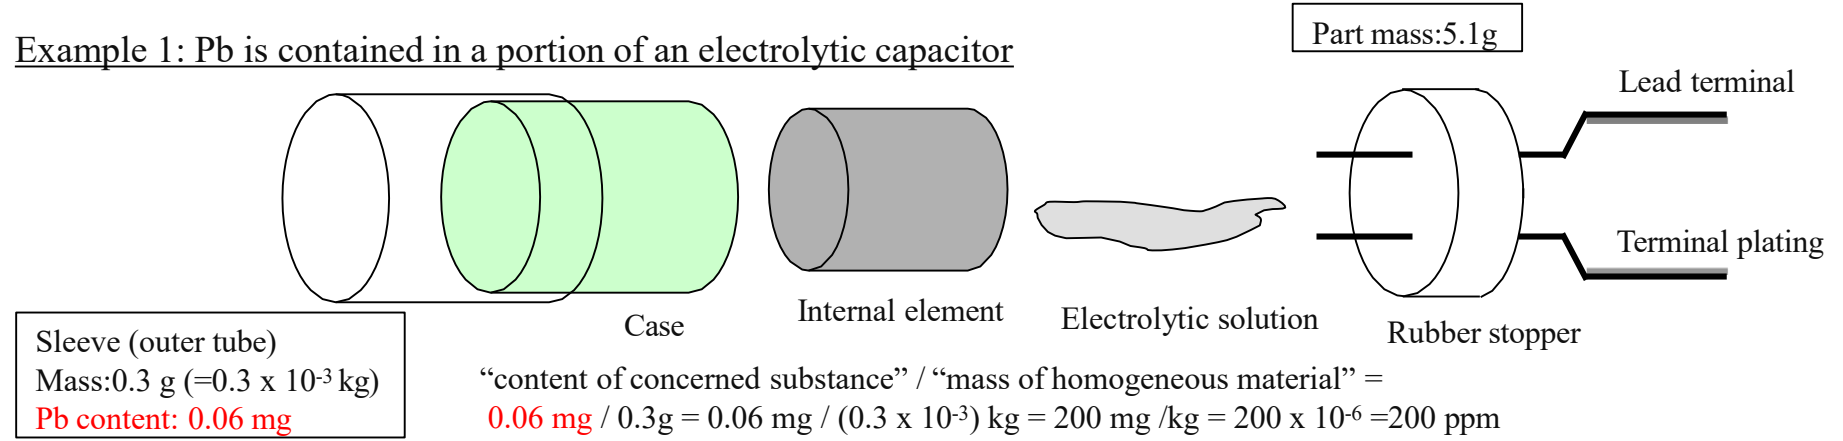 Example 1: Pb is contained in a portion of an electrolytic capacitor
Part mass:5.1g
Lead terminal
Terminal plating
Case
Internal element
Electrolytic solution
Rubber stopper
Sleeve (outer tube)
Mass:0.3 g (=0.3 x 10⁻³ kg)
Pb content: 0.06 mg
“content of concerned substance” / “mass of homogeneous material” =
0.06 mg / 0.3g = 0.06 mg / (0.3 x 10⁻³) kg = 200 mg /kg = 200 x 10⁻⁶ =200 ppm